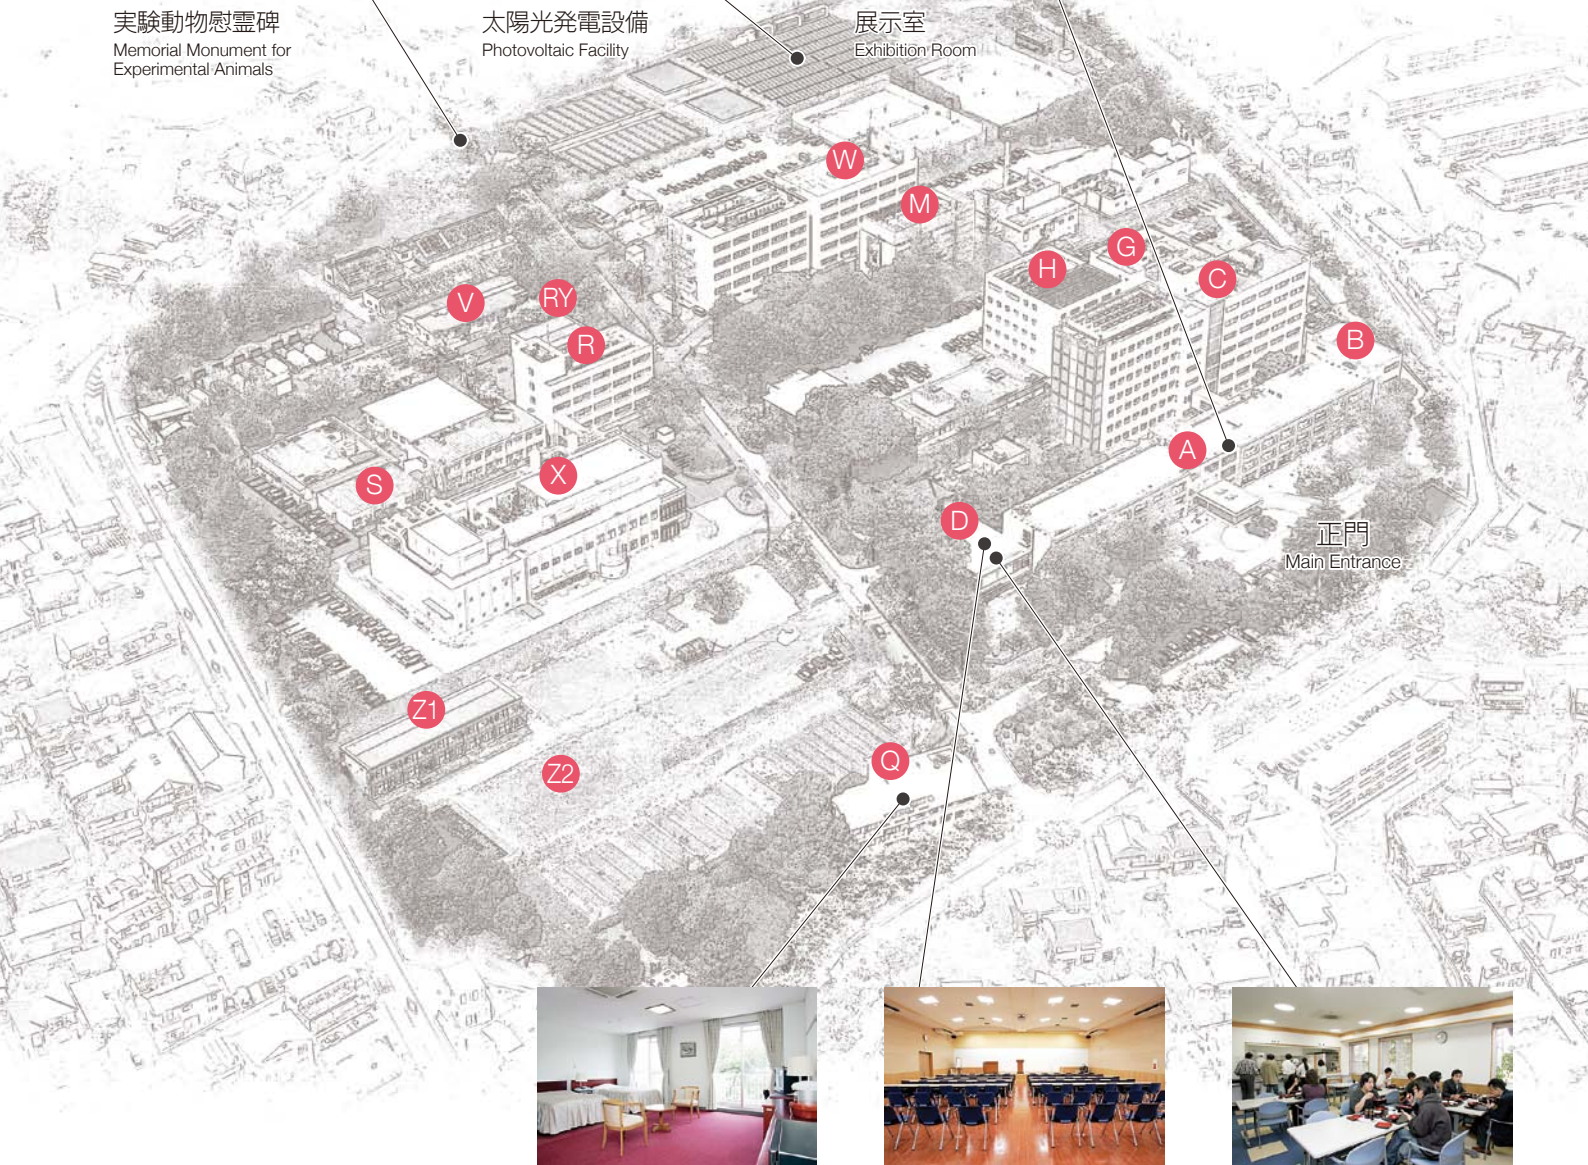 実験動物慰霊碑
Memorial Monument for
Experimental Animals
太陽光発電設備
Photovoltaic Facility
展示室
Exhibition Room
W
M
G
H
C
V
RY
R
B
A
X
S
D
正門
Main Entrance
Z1
Q
Z2